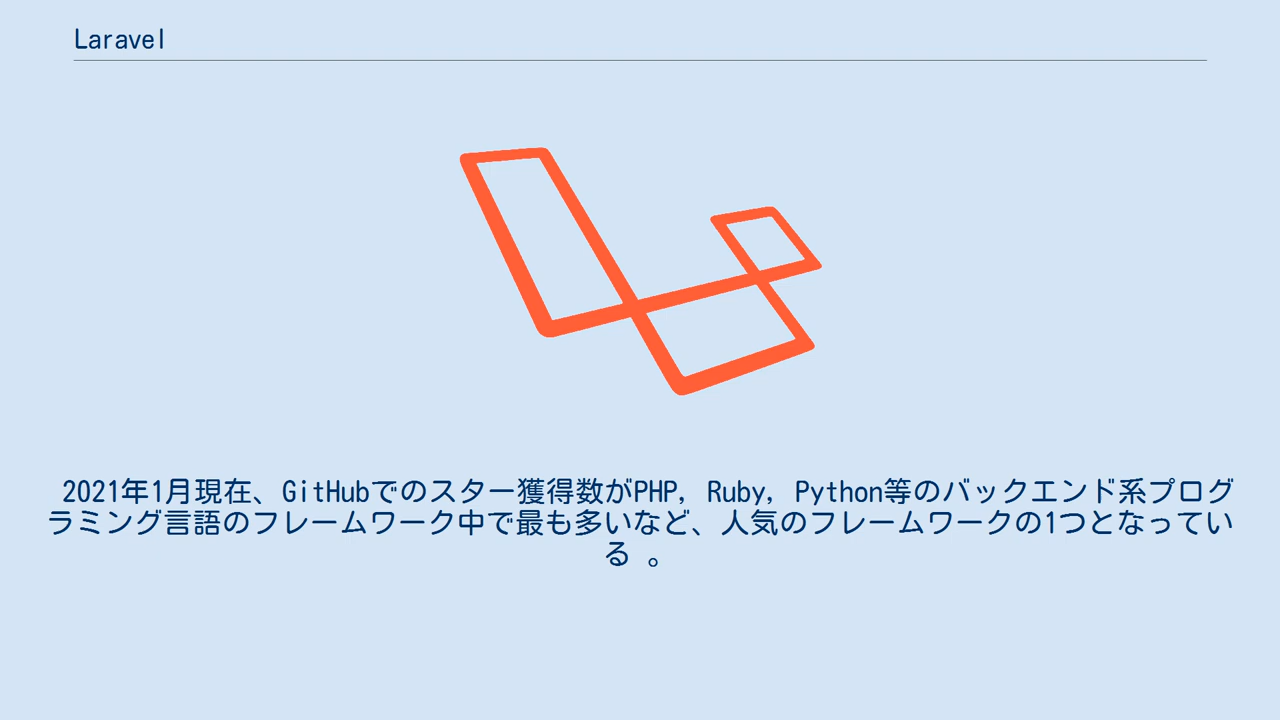 Laravel
2021年1月現在、GitHubでのスター獲得数がPHP, Ruby, Python等のバックエンド系プログ
ラミング言語のフレームワーク中で最も多いなど、人気のフレームワークの1つとなってい
る 。